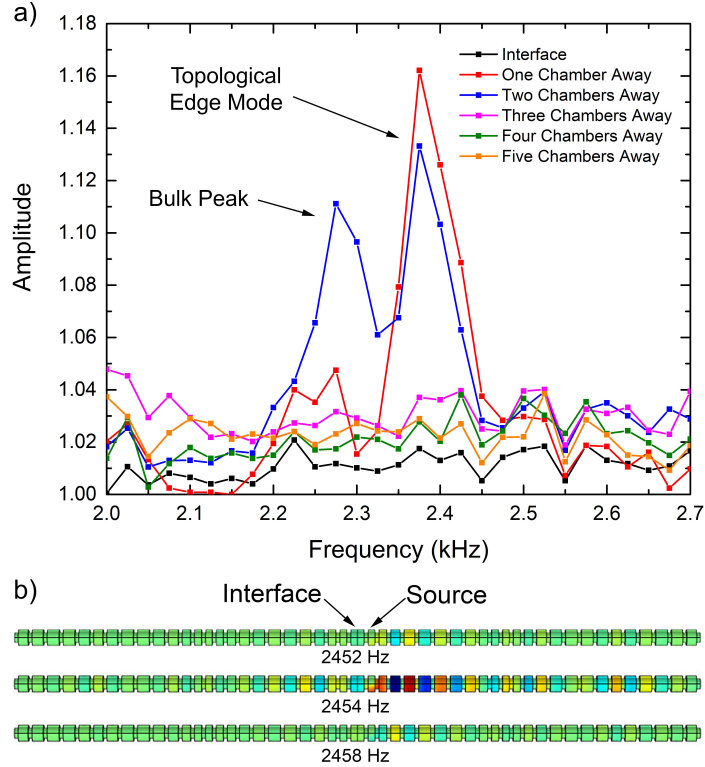 a)
1.18
1.16
1.14
1.12
1.10
1.08
1.06
1.04
1.02
1.00
Amplitude
Topological
Edge Mode
Bulk Peak
Interface
One Chamber Away
Two Chambers Away
Three Chambers Away
Four Chambers Away
Five Chambers Away
2.0 2.1 2.2 2.3 2.4 2.5 2.6 2.7
Frequency (kHz)
b)
Interface Source
2452 Hz
2454 Hz
2458 Hz